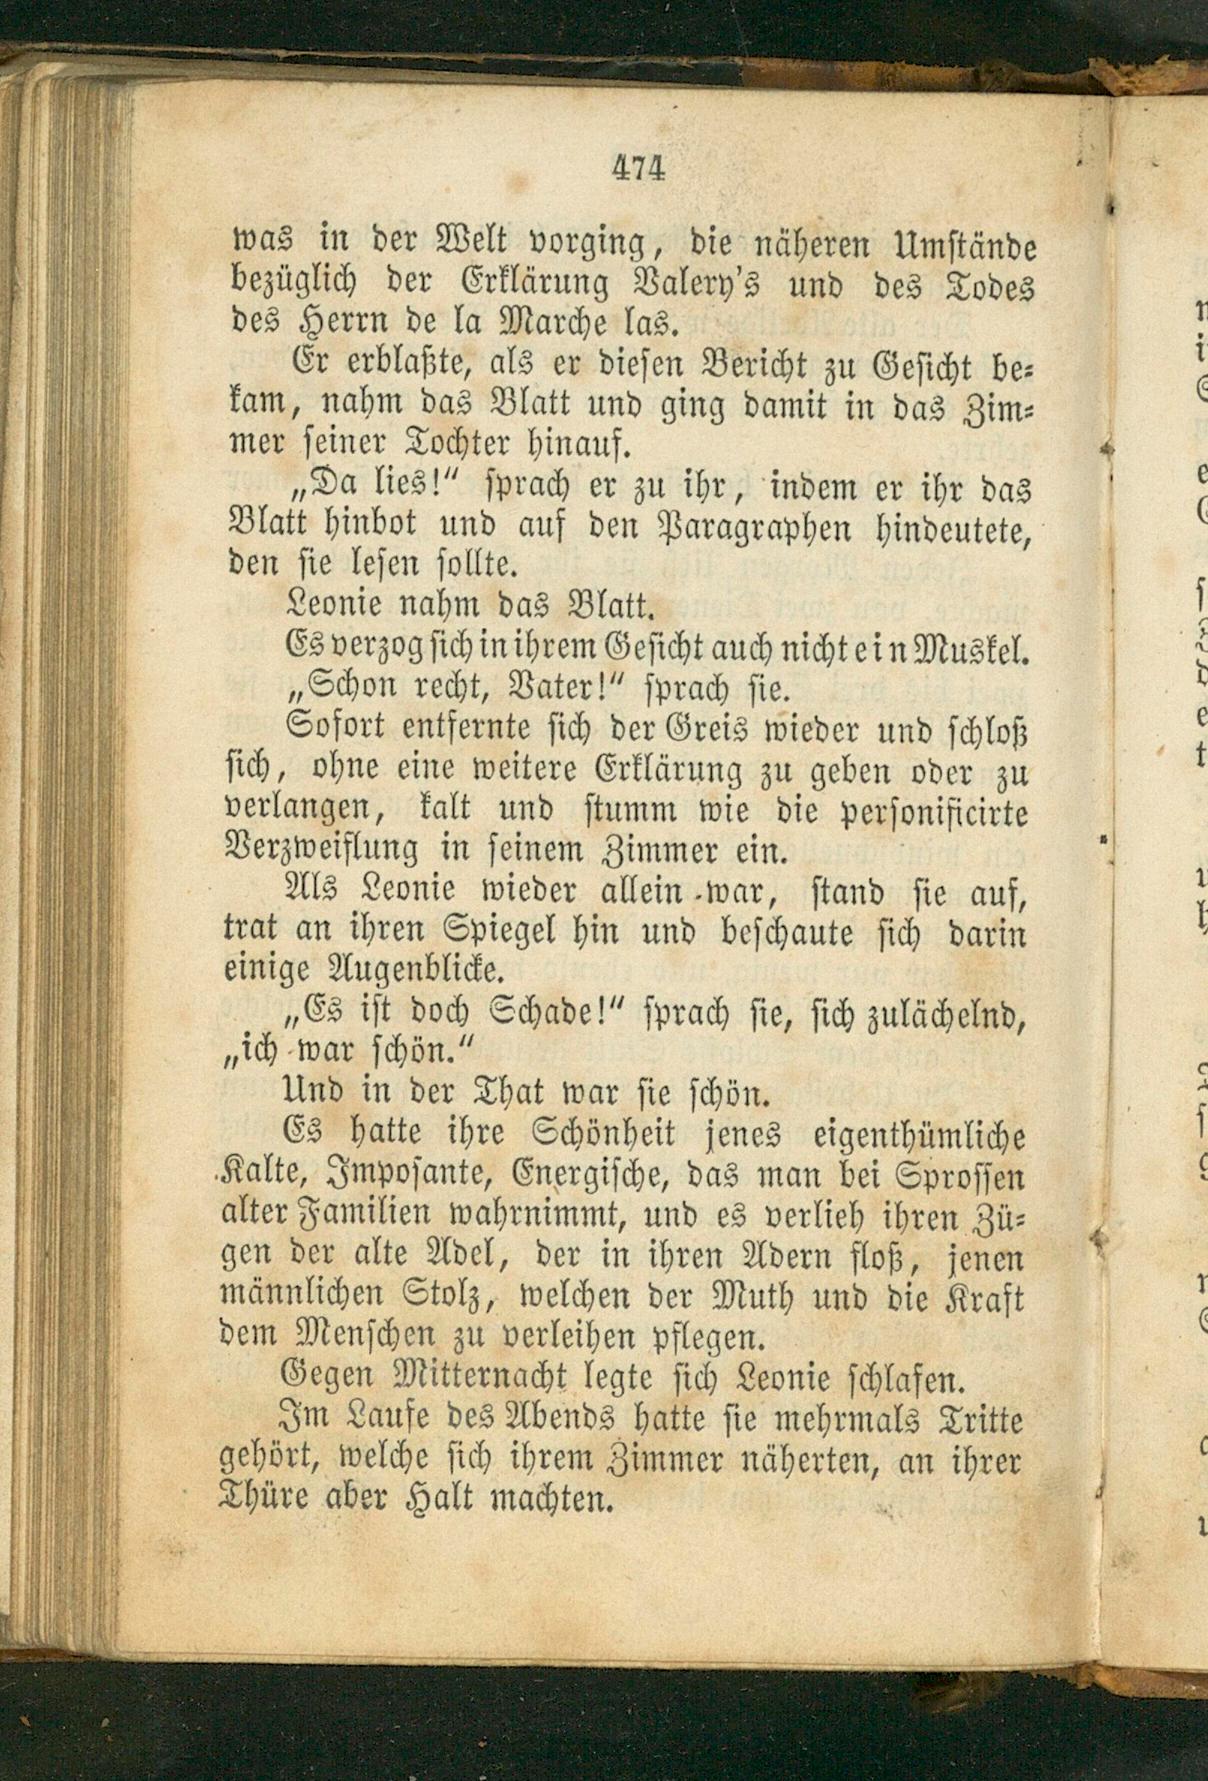 474
was in der Welt vorging, die näheren Umstände
bezüglich der Erklärung Valery's und des Todes
des Herrn de la Marche las.
Er erblaßte, als er diesen Bericht zu Gesicht be-
kam, nahm das Blatt und ging damit in das Zim-
mer seiner Tochter hinauf.
„Da lies!“ sprach er zu ihr, indem er ihr das
Blatt hinbot und auf den Paragraphen hindeutete,
den sie lesen sollte.
Leonie nahm das Blatt.
Es verzog sich in ihrem Gesicht auch nicht ein Muskel.
„Schon recht, Vater!“ sprach sie.
Sofort entfernte sich der Greis wieder und schloß
sich, ohne eine weitere Erklärung zu geben oder zu
verlangen, kalt und stumm wie die personificirte
Verzweiflung in seinem Zimmer ein.
Als Leonie wieder allein war, stand sie auf,
trat an ihren Spiegel hin und beschaute sich darin
einige Augenblicke.
„Es ist doch Schade!“ sprach sie, sich zulächelnd,
„ich war schön.“
Und in der That war sie schön.
Es hatte ihre Schönheit jenes eigenthümliche
Kalte, Imposante, Energische, das man bei Sprossen
alter Familien wahrnimmt, und es verlieh ihren Zü-
gen der alte Adel, der in ihren Adern floß, jenen
männlichen Stolz, welchen der Muth und die Kraft
dem Menschen zu verleihen pflegen.
Gegen Mitternacht legte sich Leonie schlafen.
Im Laufe des Abends hatte sie mehrmals Tritte
gehört, welche sich ihrem Zimmer näherten, an ihrer
Thüre aber Halt machten.